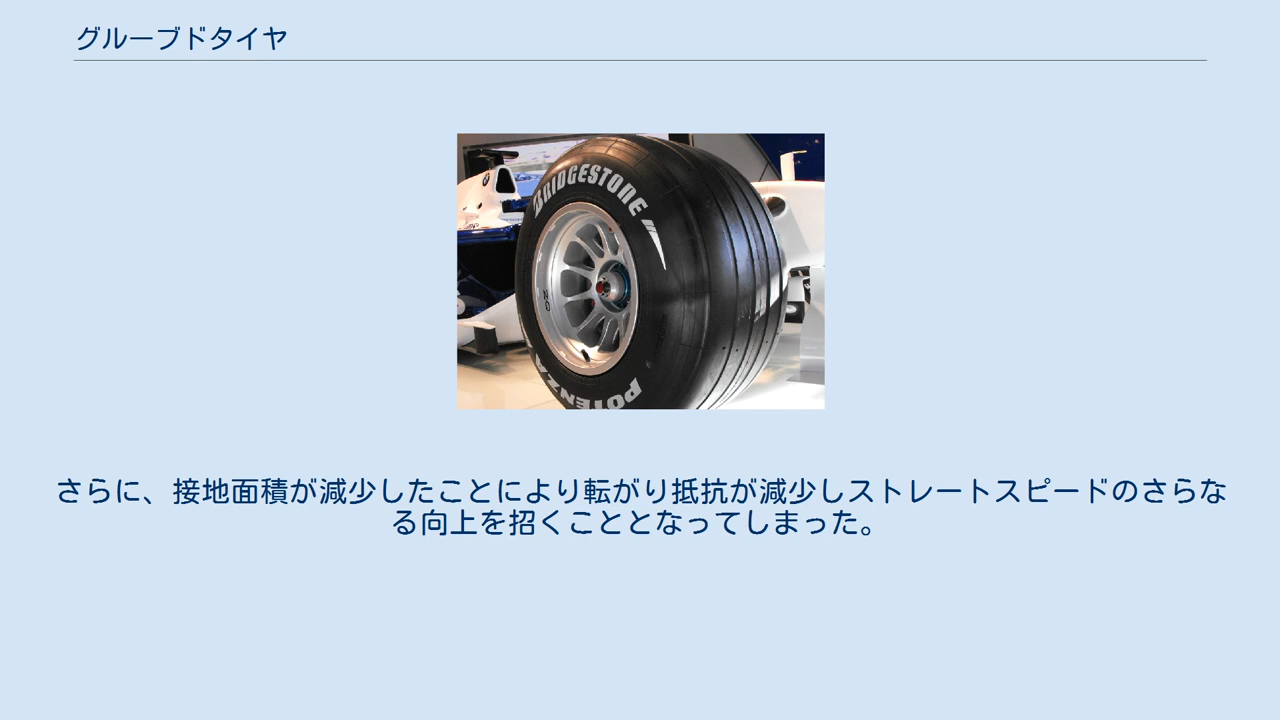 グルーブドタイヤ
BRIDGESTONE
POTENZA
さらに、接地面積が減少したことにより転がり抵抗が減少しストレートスピードのさらな
る向上を招くこととなってしまった。